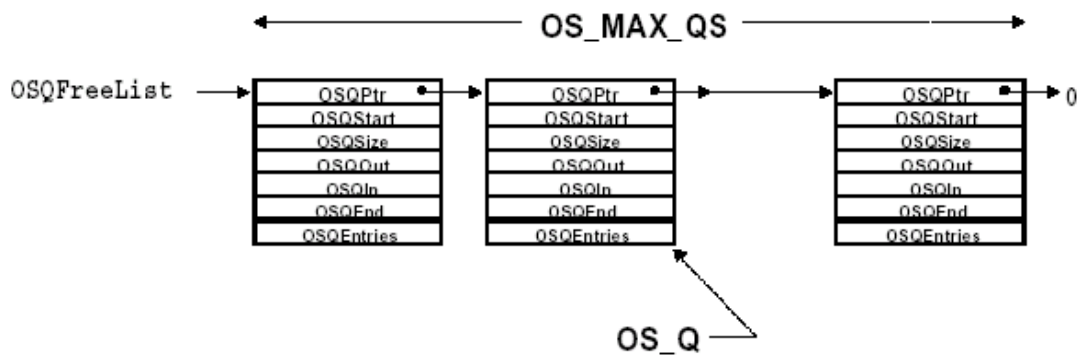 OS_MAX_QS
OSQFreeList
OSQPtr
OSQStart
OSQSize
OSQOut
OSQIn
OSQEnd
OSQEntries
OSQPtr
OSQStart
OSQSize
OSQOut
OSQIn
OSQEnd
OSQEntries
OSQPtr
OSQStart
OSQSize
OSQOut
OSQIn
OSQEnd
OSQEntries
0
OS_Q